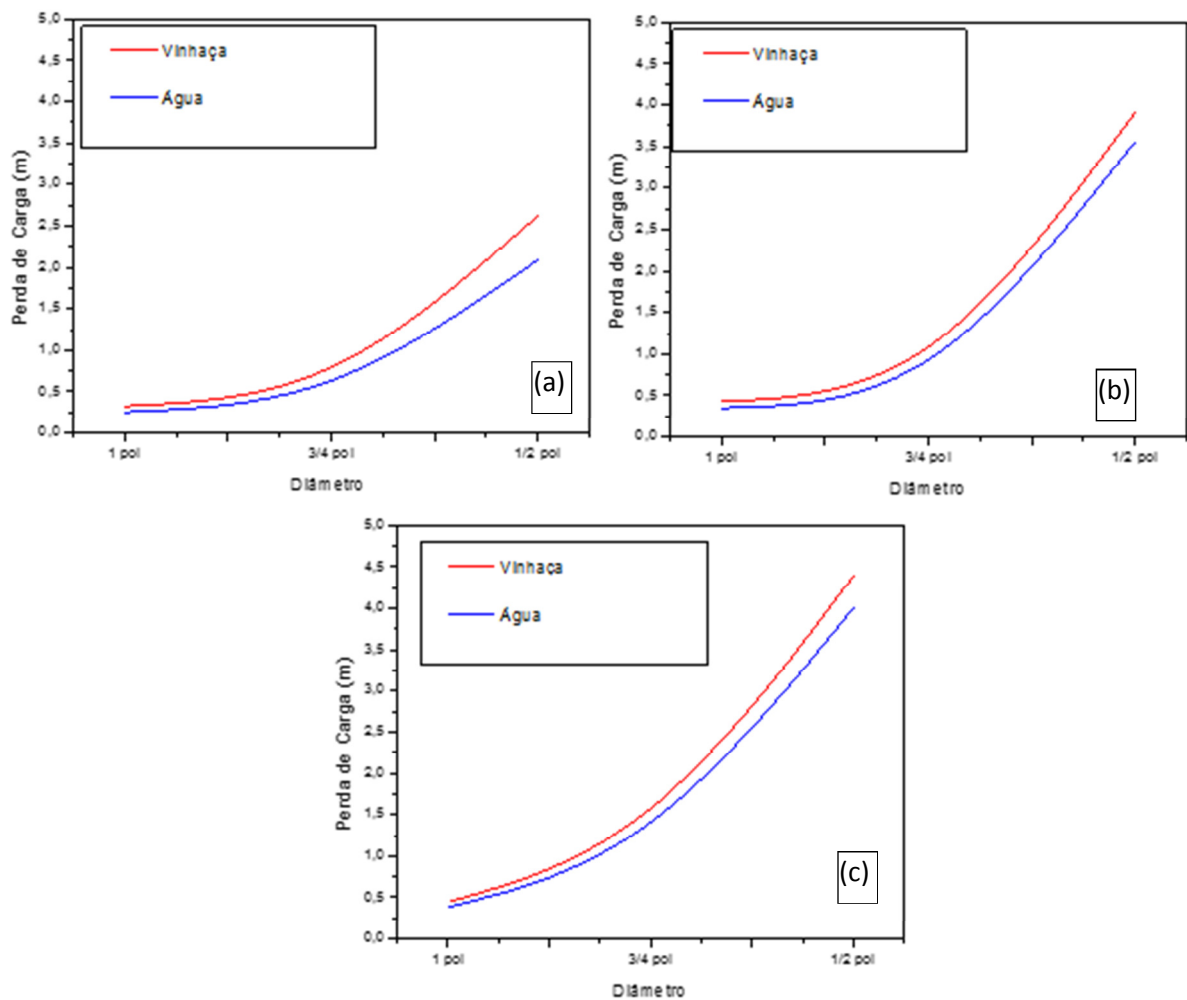 5,0
4,5
4,0
3,5
3,0
2,5
2,0
1,5
1,0
0,5
0,0
Perda de Carga (m)
Vinhaça
Água
(a)
1 pol
3/4 pol
1/2 pol
Diâmetro
5,0
4,5
4,0
3,5
3,0
2,5
2,0
1,5
1,0
0,5
0,0
Perda de Carga (m)
Vinhaça
Água
(b)
1 pol
3/4 pol
1/2 pol
Diâmetro
5,0
4,5
4,0
3,5
3,0
2,5
2,0
1,5
1,0
0,5
0,0
Perda de Carga (m)
Vinhaça
Água
(c)
1 pol
3/4 pol
1/2 pol
Diâmetro